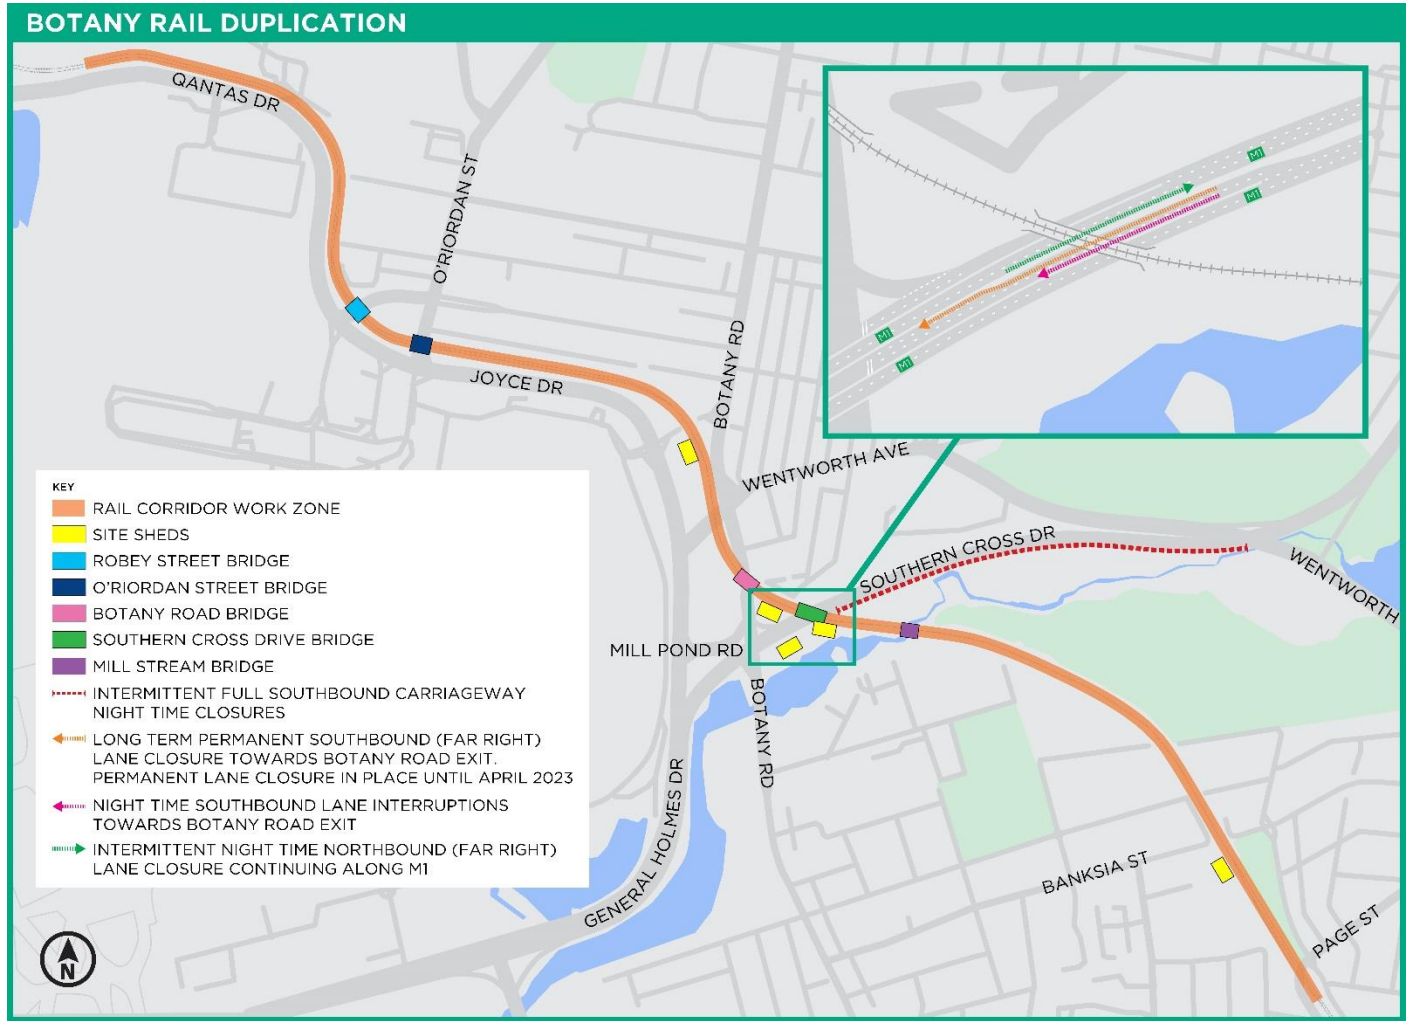 BOTANY RAIL DUPLICATION
QANTAS DR
O'RIORDAN ST
M1
M1
M1
M1
BOTANY RD
JOYCE DR
WENTWORTH AVE
SOUTHERN CROSS DR
WENTWORTH
MILL POND RD
BOTANY RD
GENERAL HOLMES DR
BANKSIA ST
PAGE ST
KEY
RAIL CORRIDOR WORK ZONE
SITE SHEDS
ROBEY STREET BRIDGE
O'RIORDAN STREET BRIDGE
BOTANY ROAD BRIDGE
SOUTHERN CROSS DRIVE BRIDGE
MILL STREAM BRIDGE
INTERMITTENT FULL SOUTHBOUND CARRIAGEWAY
NIGHT TIME CLOSURES
LONG TERM PERMANENT SOUTHBOUND (FAR RIGHT)
LANE CLOSURE TOWARDS BOTANY ROAD EXIT.
PERMANENT LANE CLOSURE IN PLACE UNTIL APRIL 2023
NIGHT TIME SOUTHBOUND LANE INTERRUPTIONS
TOWARDS BOTANY ROAD EXIT
INTERMITTENT NIGHT TIME NORTHBOUND (FAR RIGHT)
LANE CLOSURE CONTINUING ALONG M1
N